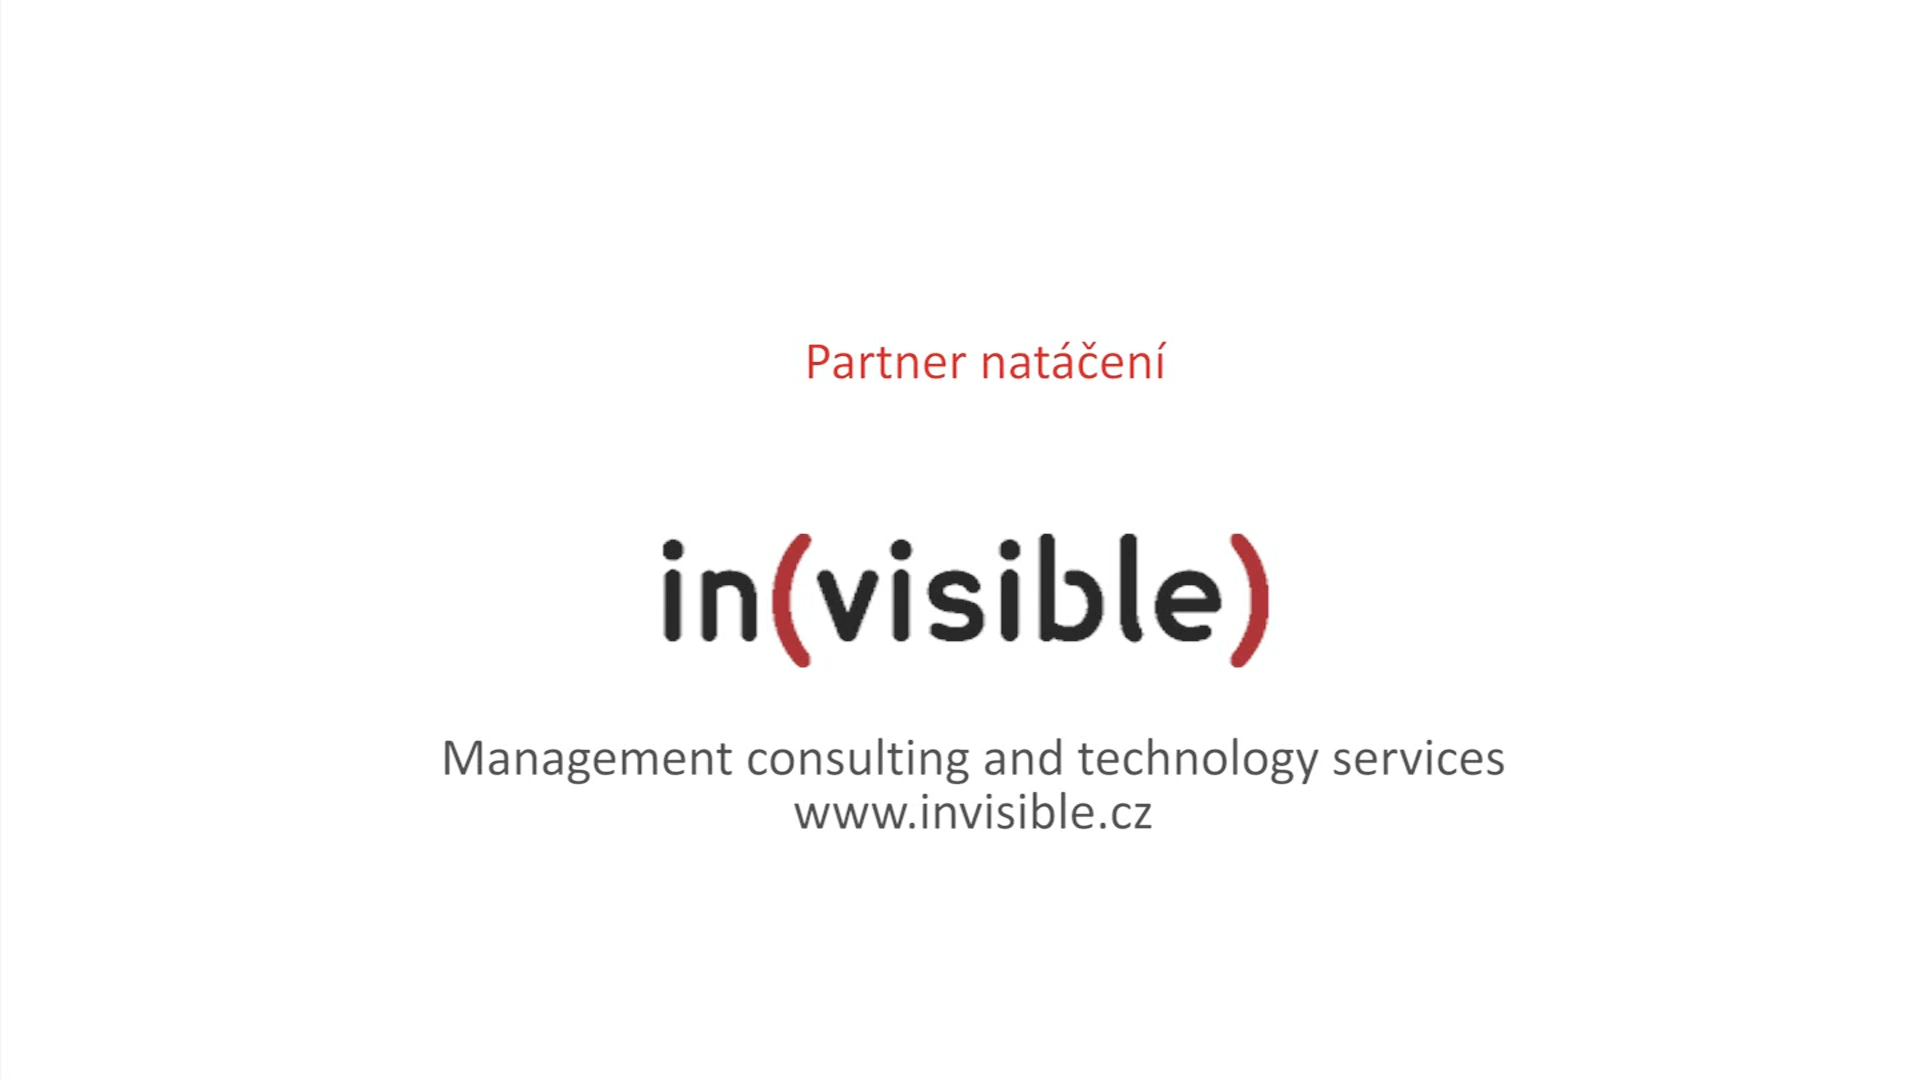 Partner natáčení
in(visible)
Management consulting and technology services
www.invisible.cz